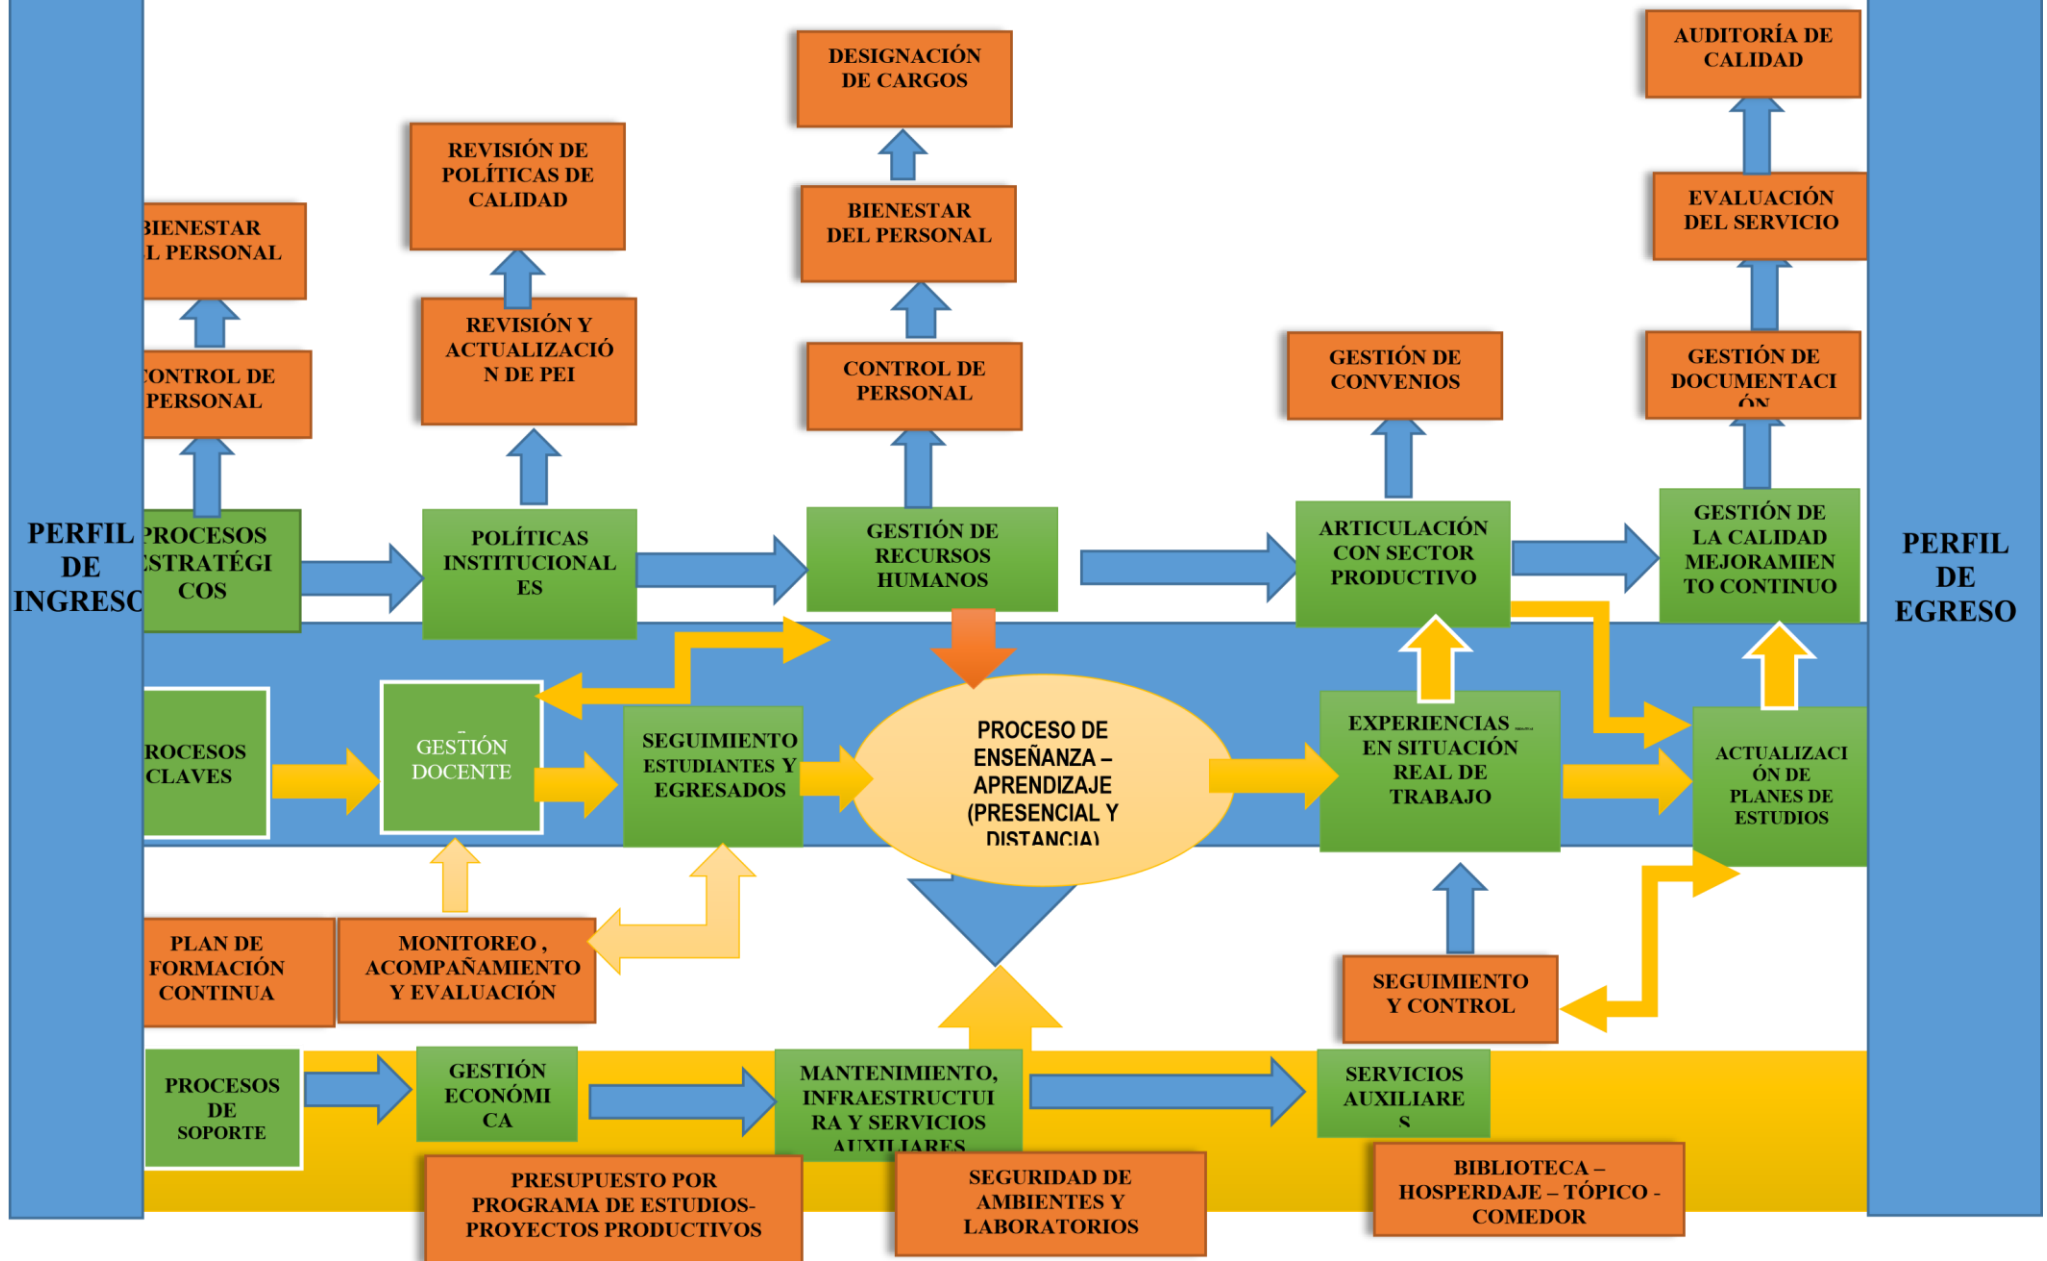 DESIGNACIÓN
DE CARGOS
AUDITORÍA DE
CALIDAD
REVISIÓN DE
POLÍTICAS DE
CALIDAD
BIENESTAR
DEL PERSONAL
EVALUACIÓN
DEL SERVICIO
BIENESTAR
L PERSONAL
REVISIÓN Y
ACTUALIZACIÓ
N DE PEI
CONTROL DE
PERSONAL
GESTIÓN DE
CONVENIOS
GESTIÓN DE
DOCUMENTACI
ÓN
CONTROL DE
PERSONAL
PERFIL
DE
INGRESO
PROCESOS
ESTRATÉGI
COS
POLÍTICAS
INSTITUCIONAL
ES
GESTIÓN DE
RECURSOS
HUMANOS
ARTICULACIÓN
CON SECTOR
PRODUCTIVO
GESTIÓN DE
LA CALIDAD
MEJORAMIEN
TO CONTINUO
PERFIL
DE
EGRESO
ROCESOS
CLAVES
–
GESTIÓN
DOCENTE
SEGUIMIENTO
ESTUDIANTES Y
EGRESADOS
PROCESO DE
ENSEÑANZA –
APRENDIZAJE
(PRESENCIAL Y
DISTANCIA)
EXPERIENCIAS
EN SITUACIÓN
REAL DE
TRABAJO
ACTUALIZACI
ÓN DE
PLANES DE
ESTUDIOS
PLAN DE
FORMACIÓN
CONTINUA
MONITOREO ,
ACOMPAÑAMIENTO
Y EVALUACIÓN
SEGUIMIENTO
Y CONTROL
PROCESOS
DE
SOPORTE
GESTIÓN
ECONÓMI
CA
MANTENIMIENTO,
INFRAESTRUCTUI
RA Y SERVICIOS
AUXILIARES
SERVICIOS
AUXILIARE
S
PRESUPUESTO POR
PROGRAMA DE ESTUDIOS-
PROYECTOS PRODUCTIVOS
SEGURIDAD DE
AMBIENTES Y
LABORATORIOS
BIBLIOTECA –
HOSPERDAJE – TÓPICO -
COMEDOR